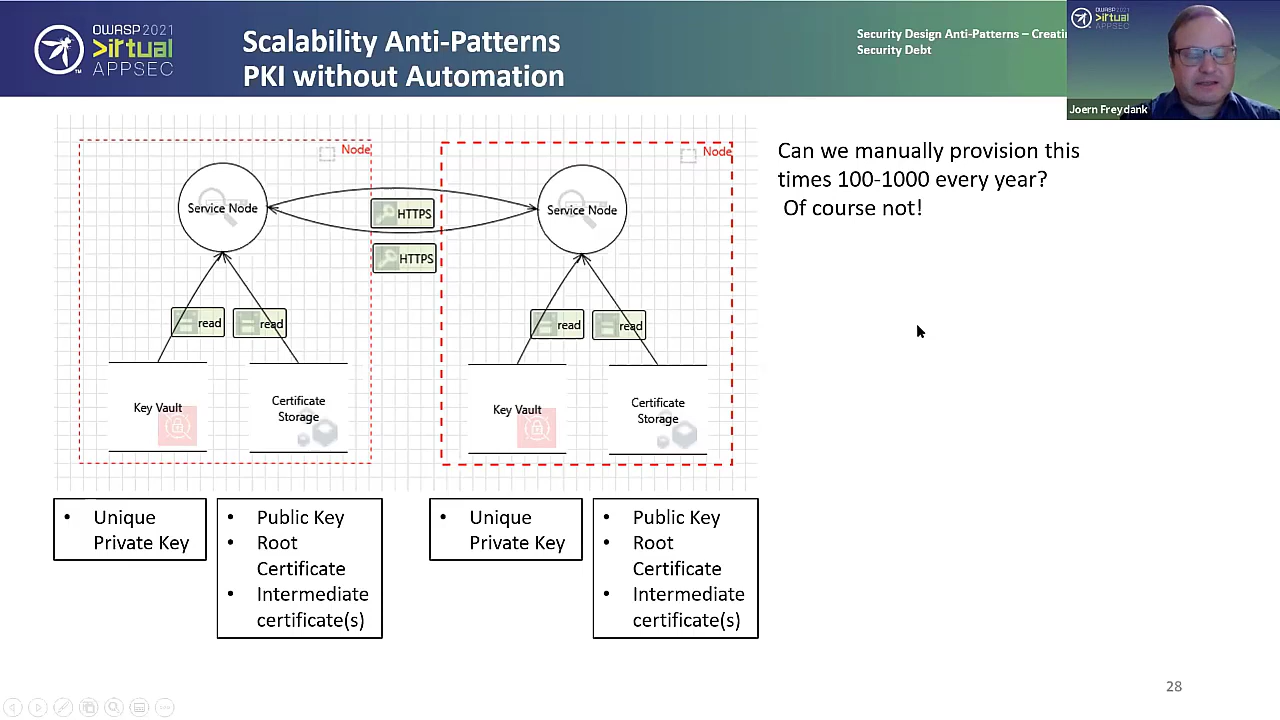 OWASP 2021
Virtual
APPSEC
Scalability Anti-Patterns
PKI without Automation
Security Design Anti-Patterns – Creati
Security Debt
OWASP 2021
Virtual
APPSEC
Joern Freydank
Can we manually provision this
times 100-1000 every year?
Of course not!
Node
Node
Service Node
HTTPS
HTTPS
Service Node
read
read
read
read
Key Vault
Certificate
Storage
Key Vault
Certificate
Storage
• Unique
Private Key
• Public Key
• Root
Certificate
• Intermediate
certificate(s)
• Unique
Private Key
• Public Key
• Root
Certificate
• Intermediate
certificate(s)
28